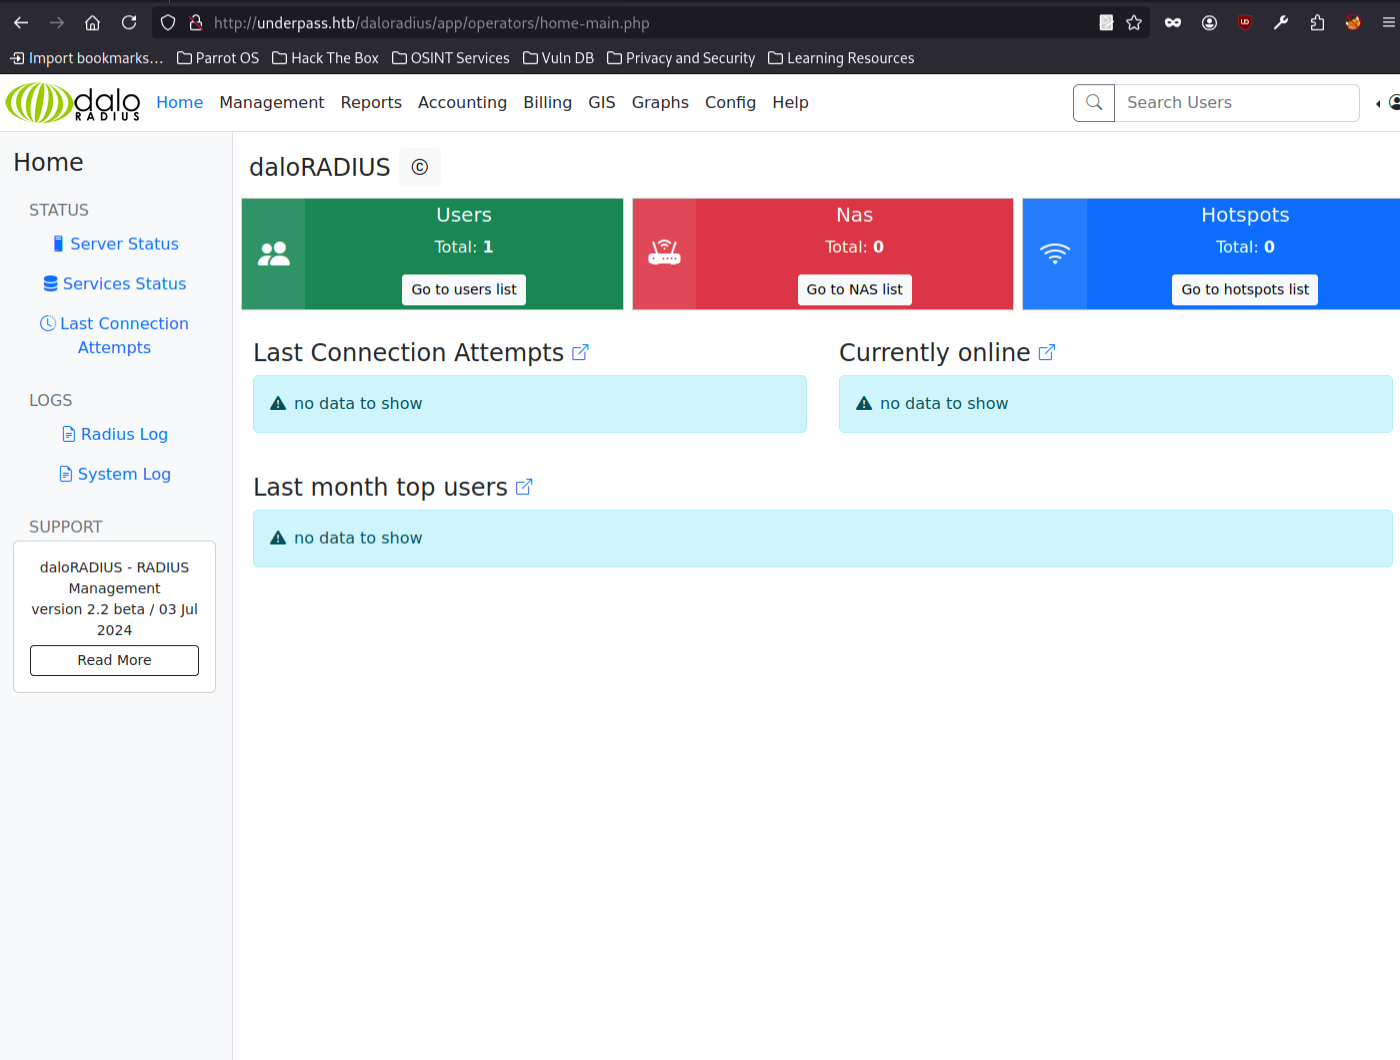 http://underpass.htb/daloradius/app/operators/home-main.php
Import bookmarks... Parrot OS Hack The Box OSINT Services Vuln DB Privacy and Security Learning Resources
dalo RADIUS Home Management Reports Accounting Billing GIS Graphs Config Help Search Users
Home
STATUS
Server Status
Services Status
Last Connection
Attempts
LOGS
Radius Log
System Log
SUPPORT
daloRADIUS - RADIUS
Management
version 2.2 beta / 03 Jul
2024
Read More
daloRADIUS ©
Users
Total: 1
Go to users list
Nas
Total: 0
Go to NAS list
Hotspots
Total: 0
Go to hotspots list
Last Connection Attempts
no data to show
Currently online
no data to show
Last month top users
no data to show